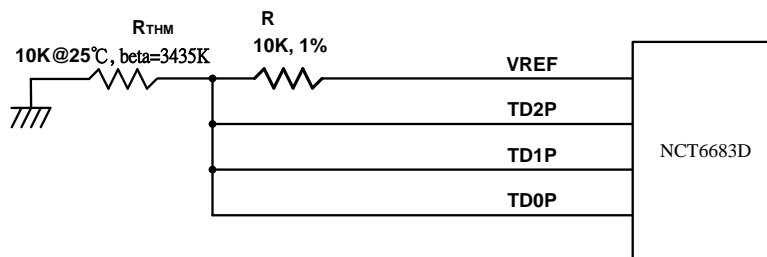 RTHM
R
10K@25℃, beta=3435K
10K, 1%
VREF
TD2P
TD1P
NCT6683D
TD0P